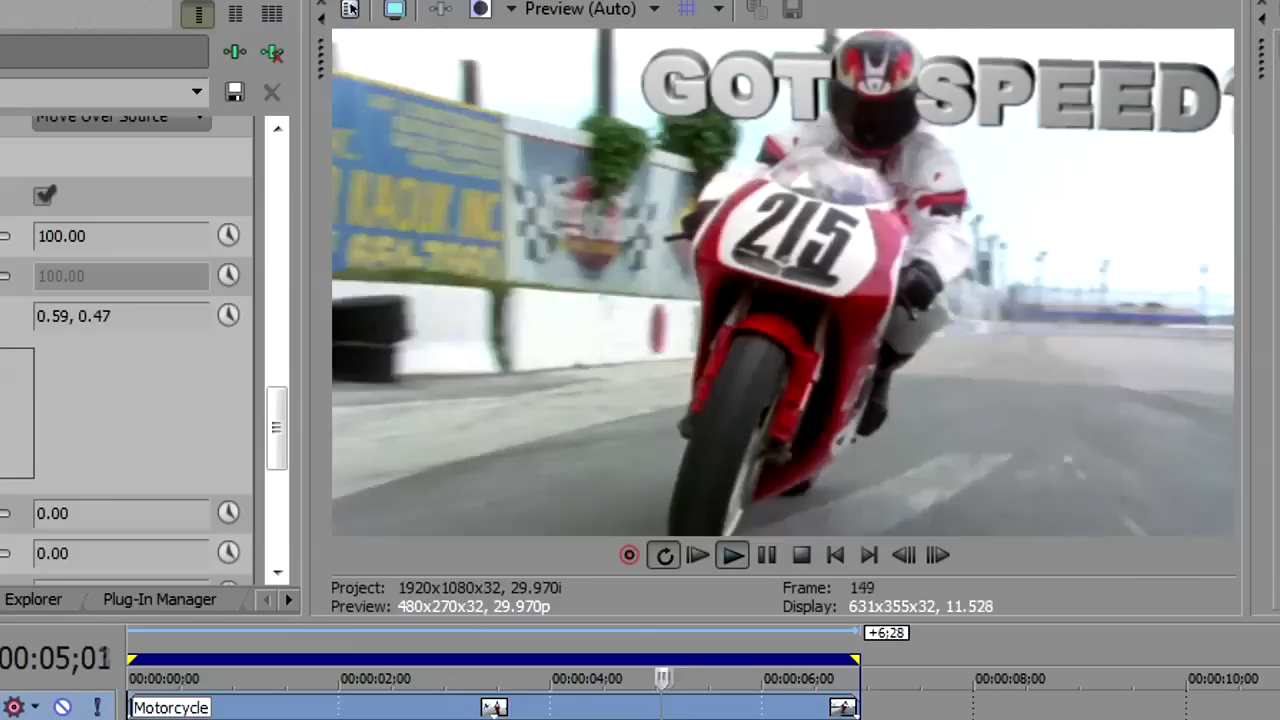 Preview (Auto)
Move Over Source
GOT SPEED
215
100.00
100.00
0.59, 0.47
0.00
0.00
Explorer
Plug-In Manager
Project: 1920x1080x32, 29.970i
Frame: 149
Preview: 480x270x32, 29.970p
Display: 631x355x32, 11.528
+6;28
00:00:05;01
00:00:00;00
00:00:02;00
00:00:04;00
00:00:06;00
00:00:08;00
00:00:10;00
Motorcycle